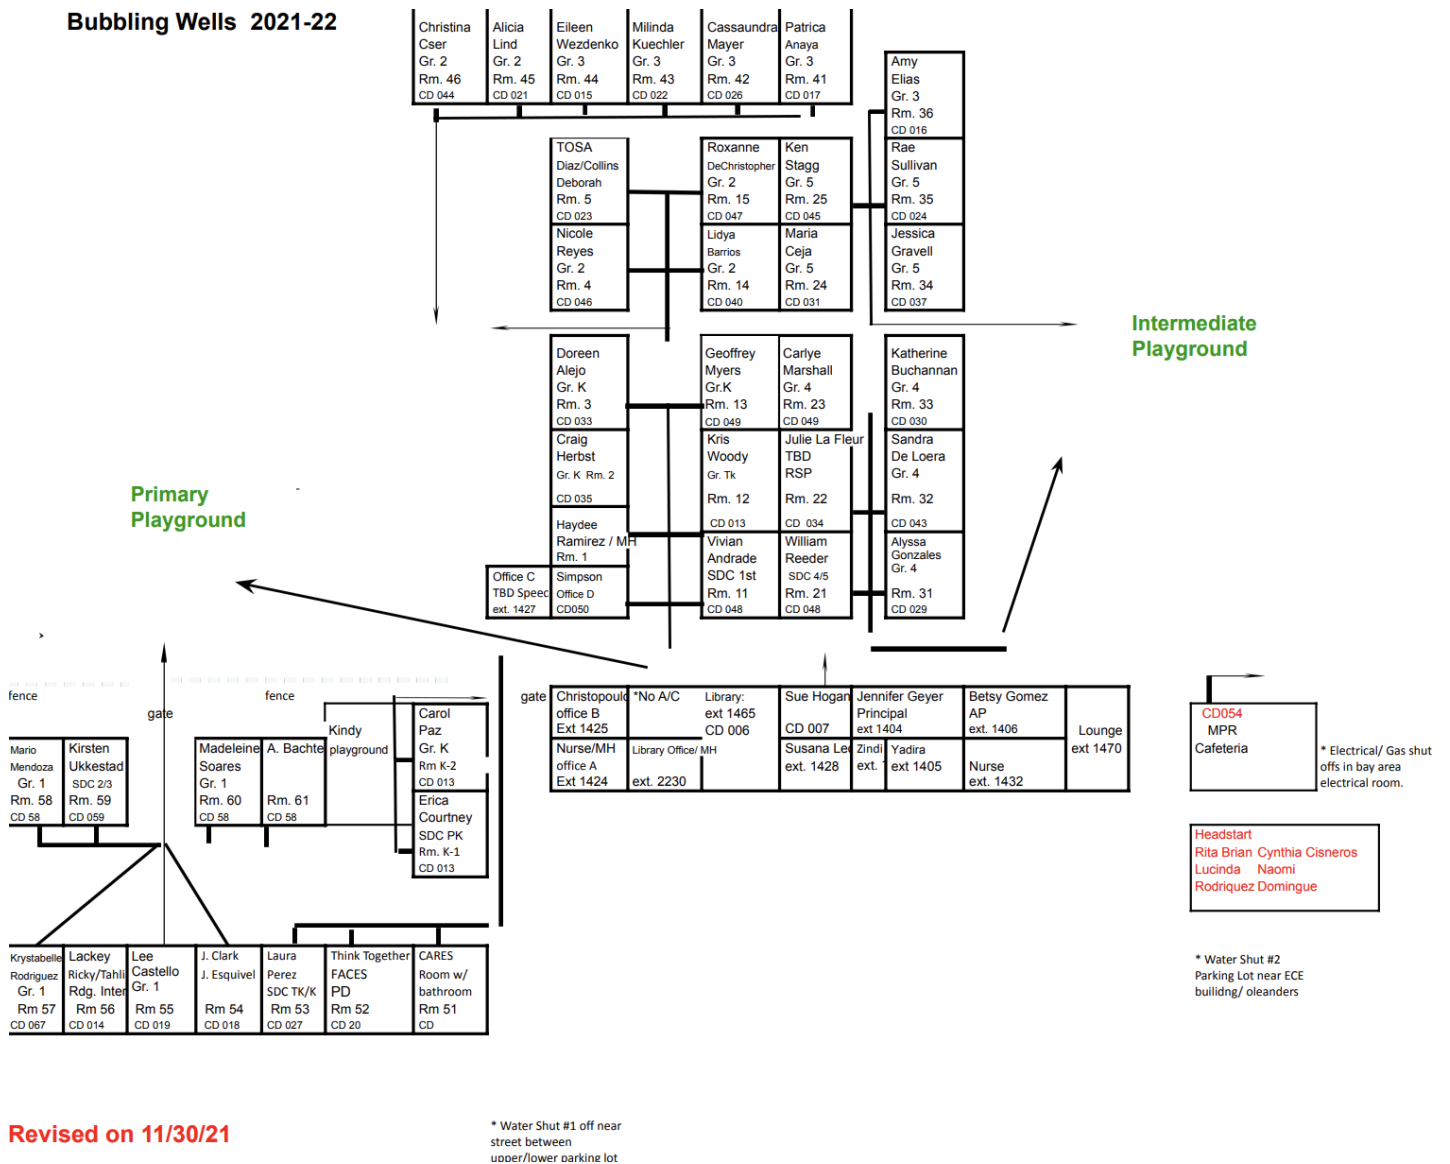 Bubbling Wells 2021-22
Christina
Cser
Gr. 2
Rm. 46
CD 044
Alicia
Lind
Gr. 2
Rm. 45
CD 021
Eileen
Wezdenko
Gr. 3
Rm. 44
CD 015
Milinda
Kuechler
Gr. 3
Rm. 43
CD 022
Cassaundra
Mayer
Gr. 3
Rm. 42
CD 026
Patrica
Anaya
Gr. 3
Rm. 41
CD 017
Amy
Elias
Gr. 3
Rm. 36
CD 016
TOSA
Diaz/Collins
Deborah
Rm. 5
CD 023
Roxanne
DeChristopher
Gr. 2
Rm. 15
CD 047
Ken
Stagg
Gr. 5
Rm. 25
CD 045
Rae
Sullivan
Gr. 5
Rm. 35
CD 024
Nicole
Reyes
Gr. 2
Rm. 4
CD 046
Lidya
Barrios
Gr. 2
Rm. 14
CD 040
Maria
Ceja
Gr. 5
Rm. 24
CD 031
Jessica
Gravell
Gr. 5
Rm. 34
CD 037
Intermediate
Playground
Doreen
Alejo
Gr. K
Rm. 3
CD 033
Geoffrey
Myers
Gr.K
Rm. 13
CD 049
Carlye
Marshall
Gr. 4
Rm. 23
CD 049
Katherine
Buchannan
Gr. 4
Rm. 33
CD 030
Craig
Herbst
Gr. K Rm. 2
CD 035
Kris
Woody
Gr. Tk
Rm. 12
CD 013
Julie La Fleur
TBD
RSP
Rm. 22
CD 034
Sandra
De Loera
Gr. 4
Rm. 32
CD 043
Primary
Playground
Haydee
Ramirez / MH
Rm. 1
Vivian
Andrade
SDC 1st
Rm. 11
CD 048
William
Reeder
SDC 4/5
Rm. 21
CD 048
Alyssa
Gonzales
Gr. 4
Rm. 31
CD 029
Office C
TBD Speec
ext. 1427
Simpson
Office D
CD050
fence
gate
fence
Kindy
playground
Carol
Paz
Gr. K
Rm K-2
CD 013
gate
Christopoulo
office B
Ext 1425
*No A/C
Library:
ext 1465
CD 006
Sue Hogan
CD 007
Jennifer Geyer
Principal
ext 1404
Betsy Gomez
AP
ext. 1406
Lounge
ext 1470
Nurse/MH
office A
Ext 1424
Library Office/ MH
ext. 2230
Susana Leo
ext. 1428
Zindi
ext.
Yadira
ext 1405
Nurse
ext. 1432
CD054
MPR
Cafeteria
* Electrical/ Gas shut
offs in bay area
electrical room.
Mario
Mendoza
Gr. 1
Rm. 58
CD 58
Kirsten
Ukkestad
SDC 2/3
Rm. 59
CD 059
Madeleine
Soares
Gr. 1
Rm. 60
CD 58
A. Bachte
Rm. 61
CD 58
Erica
Courtney
SDC PK
Rm. K-1
CD 013
Headstart
Rita Brian Cynthia Cisneros
Lucinda Naomi
Rodriquez Domingue
Krystabelle
Rodriguez
Gr. 1
Rm 57
CD 067
Lackey
Ricky/Tahli
Rdg. Inter
Rm 56
CD 014
Lee
Castello
Gr. 1
Rm 55
CD 019
J. Clark
J. Esquivel
Rm 54
CD 018
Laura
Perez
SDC TK/K
Rm 53
CD 027
Think Together
FACES
PD
Rm 52
CD 20
CARES
Room w/
bathroom
Rm 51
CD
* Water Shut #2
Parking Lot near ECE
builidng/ oleanders
Revised on 11/30/21
* Water Shut #1 off near
street between
upper/lower parking lot